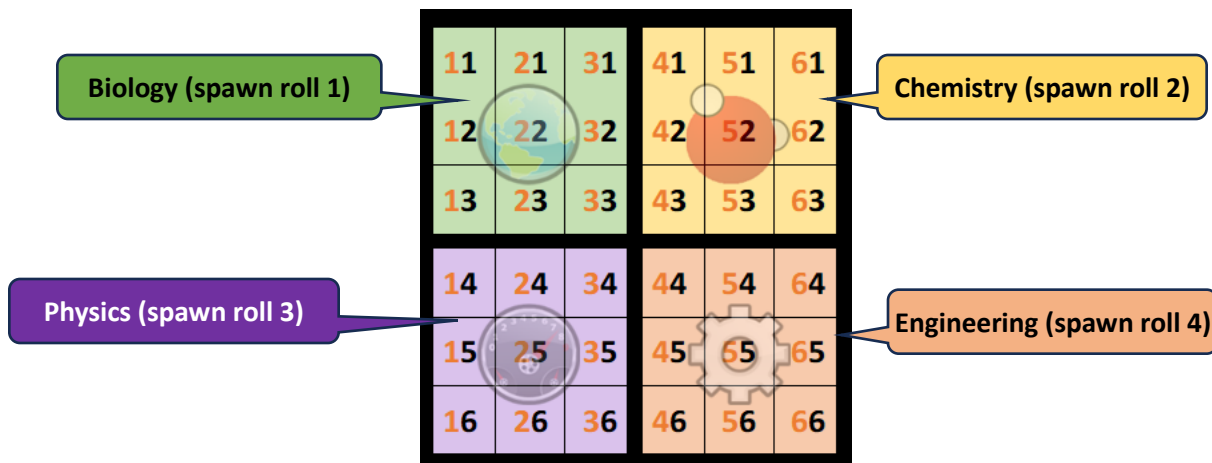 Biology (spawn roll 1)
11 21 31
12 22 32
13 23 33
Chemistry (spawn roll 2)
41 51 61
42 52 62
43 53 63
Physics (spawn roll 3)
14 24 34
15 25 35
16 26 36
Engineering (spawn roll 4)
44 54 64
45 55 65
46 56 66